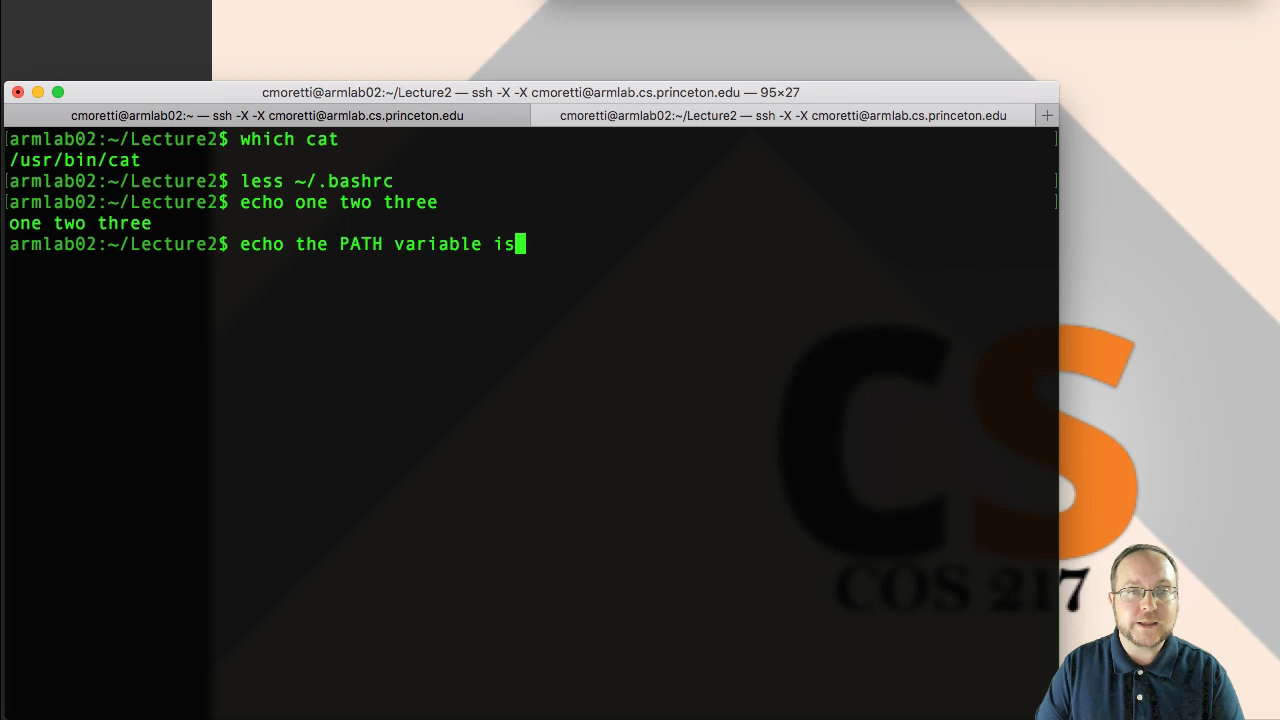 cmoretti@armlab02:~/Lecture2 — ssh -X -X cmoretti@armlab.cs.princeton.edu — 95×27
cmoretti@armlab02:~ — ssh -X -X cmoretti@armlab.cs.princeton.edu
cmoretti@armlab02:~/Lecture2 — ssh -X -X cmoretti@armlab.cs.princeton.edu +
[armlab02:~/Lecture2$ which cat ]
/usr/bin/cat
[armlab02:~/Lecture2$ less ~/.bashrc ]
[armlab02:~/Lecture2$ echo one two three ]
one two three
armlab02:~/Lecture2$ echo the PATH variable is
CS
COS 217